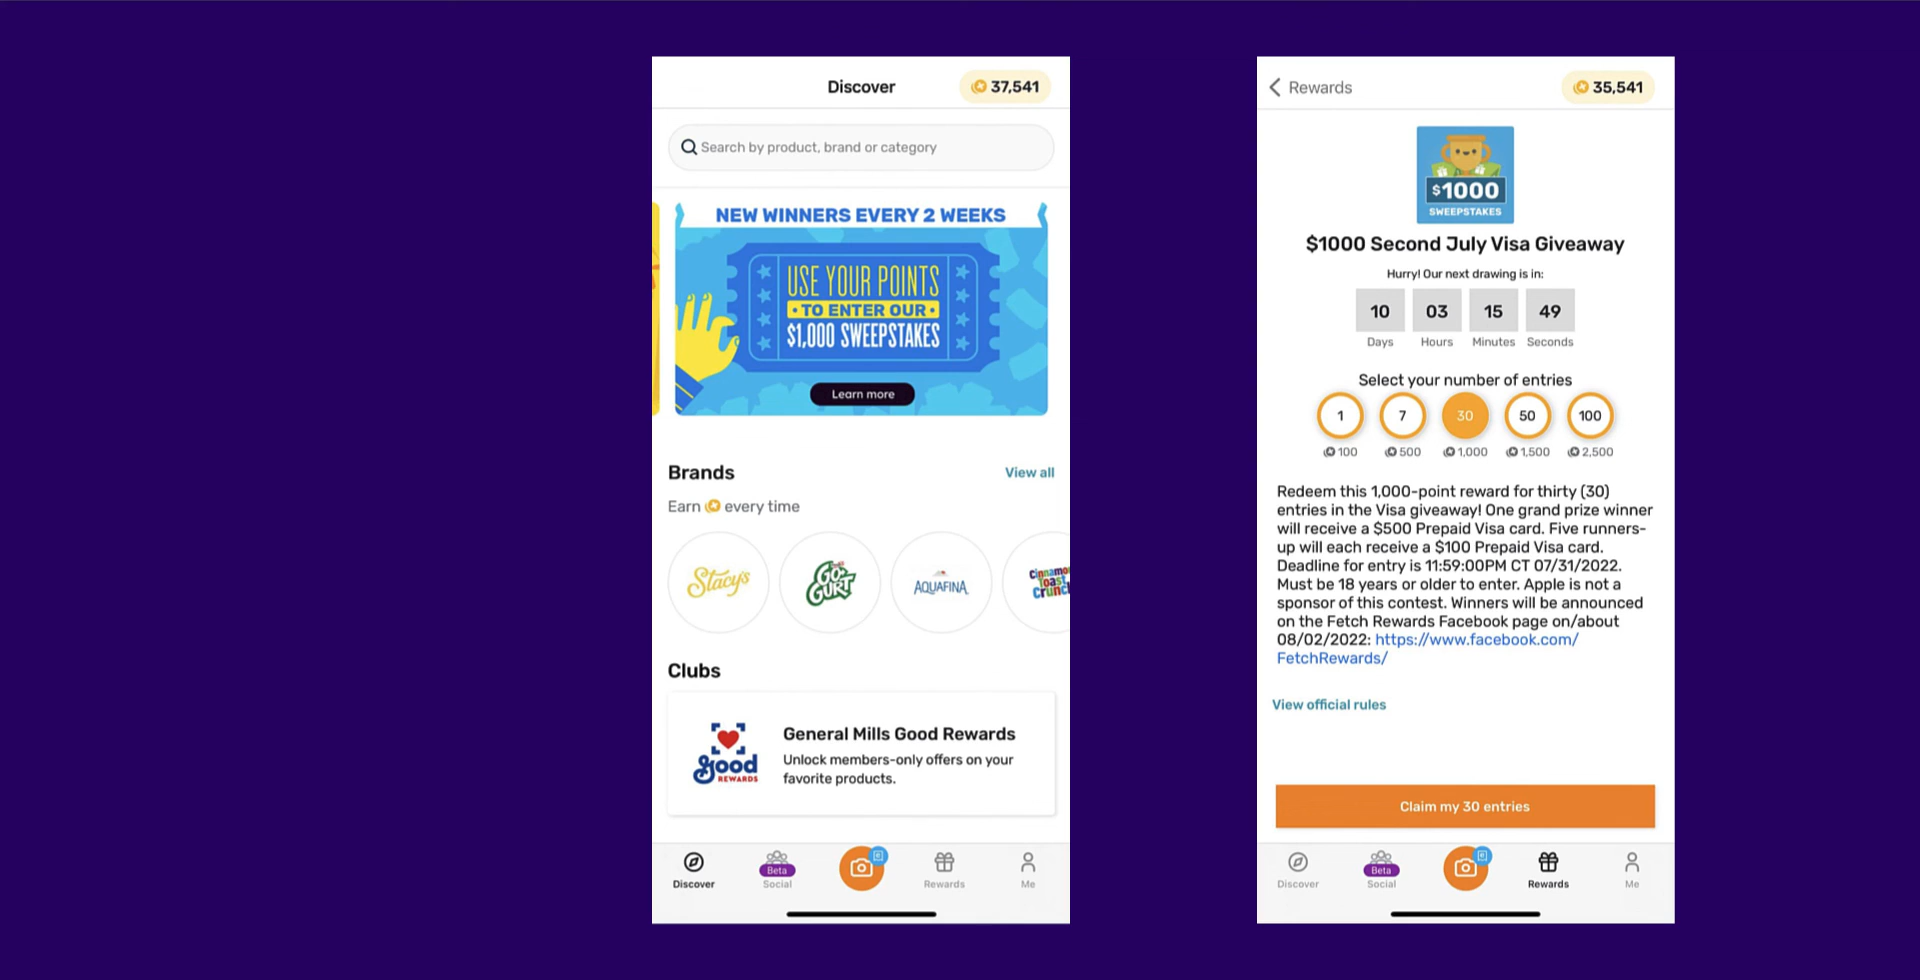 Discover
37,541
Search by product, brand or category
NEW WINNERS EVERY 2 WEEKS
USE YOUR POINTS
• TO ENTER OUR •
$1,000 SWEEPSTAKES
Learn more
Brands
View all
Earn every time
Stacy's
GO-GURT
AQUAFINA
Cinnamo
Toast
Crunch
Clubs
good
REWARDS
General Mills Good Rewards
Unlock members-only offers on your
favorite products.
Discover
Beta
Social
Rewards
Me
Rewards
35,541
$1000
SWEEPSTAKES
$1000 Second July Visa Giveaway
Hurry! Our next drawing is in:
10 03 15 49
Days Hours Minutes Seconds
Select your number of entries
1 7 30 50 100
100 500 1,000 1,500 2,500
Redeem this 1,000-point reward for thirty (30)
entries in the Visa giveaway! One grand prize winner
will receive a $500 Prepaid Visa card. Five runners-
up will each receive a $100 Prepaid Visa card.
Deadline for entry is 11:59:00PM CT 07/31/2022.
Must be 18 years or older to enter. Apple is not a
sponsor of this contest. Winners will be announced
on the Fetch Rewards Facebook page on/about
08/02/2022: https://www.facebook.com/
FetchRewards/
View official rules
Claim my 30 entries
Discover
Beta
Social
Rewards
Me